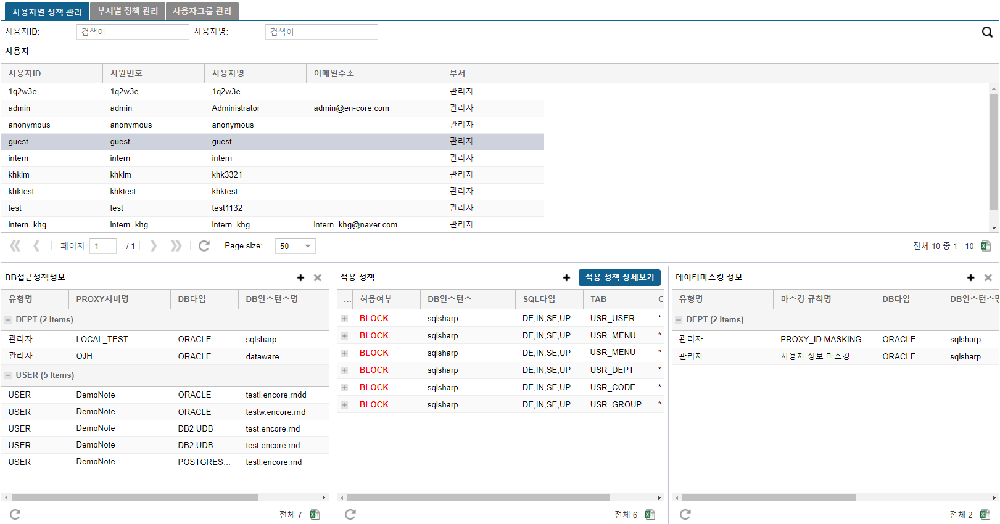 사용자별 정책 관리 부서별 정책 관리 사용자그룹 관리
사용자ID: 검색어 사용자명: 검색어
사용자
사용자ID 사원번호 사용자명 이메일주소 부서
1q2w3e 1q2w3e 1q2w3e 관리자
admin admin Administrator admin@en-core.com 관리자
anonymous anonymous anonymous 관리자
guest guest guest 관리자
intern intern intern 관리자
khkim khkim khk3321 관리자
khktest khktest khktest 관리자
test test test1132 관리자
intern_khg intern_khg intern_khg intern_khg@naver.com 관리자
페이지 1 / 1 Page size: 50 전체 10 중 1 - 10
DB접근정책정보
유형명 PROXY서버명 DB타입 DB인스턴스명
DEPT (2 Items)
관리자 LOCAL_TEST ORACLE sqlsharp
관리자 OJH ORACLE dataware
USER (5 Items)
USER DemoNote ORACLE testl.encore.rndd
USER DemoNote ORACLE testw.encore.rnd
USER DemoNote DB2 UDB test.encore.rnd
USER DemoNote DB2 UDB test.encore.rnd
USER DemoNote POSTGRES... testl.encore.rnd
전체 7
적용 정책 적용 정책 상세보기
... 허용여부 DB인스턴스 SQL타입 TAB C
BLOCK sqlsharp DE,IN,SE,UP USR_USER *
BLOCK sqlsharp DE,IN,SE,UP USR_MENU... *
BLOCK sqlsharp DE,IN,SE,UP USR_MENU *
BLOCK sqlsharp DE,IN,SE,UP USR_DEPT *
BLOCK sqlsharp DE,IN,SE,UP USR_CODE *
BLOCK sqlsharp DE,IN,SE,UP USR_GROUP *
전체 6
데이터마스킹 정보
유형명 마스킹 규칙명 DB타입 DB인스턴스명
DEPT (2 Items)
관리자 PROXY_ID MASKING ORACLE sqlsharp
관리자 사용자 정보 마스킹 ORACLE sqlsharp
전체 2